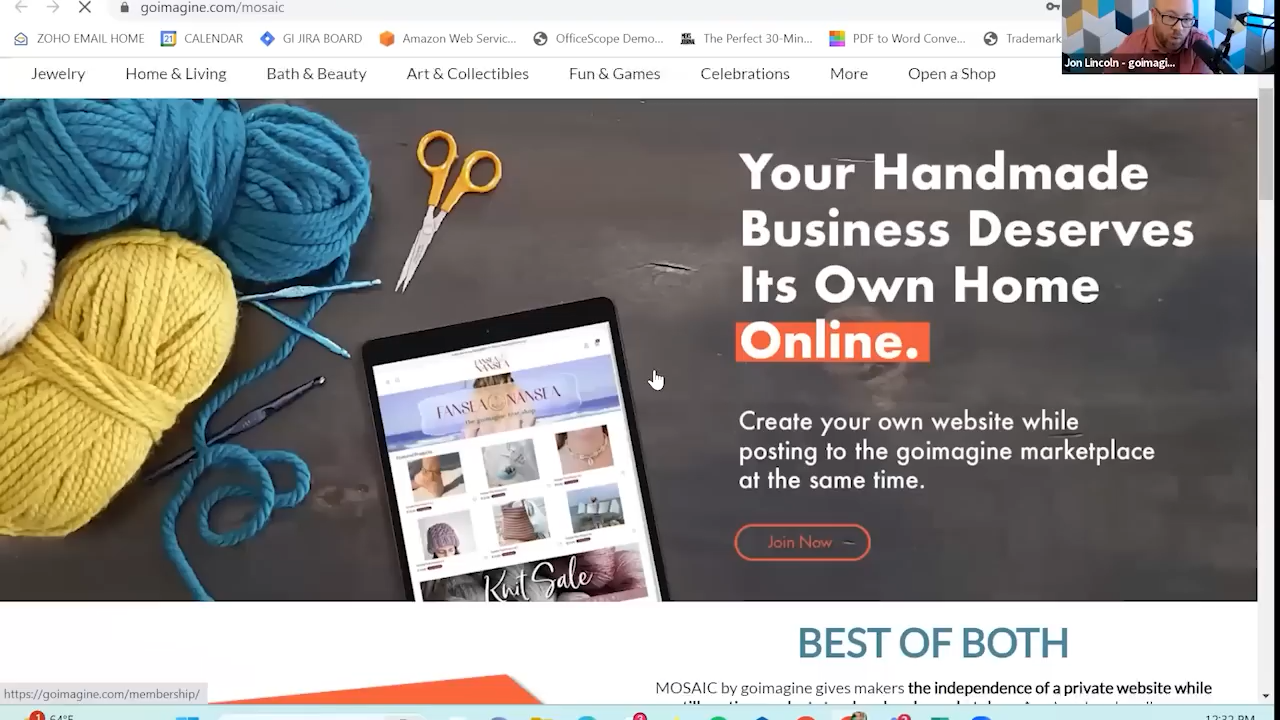 goimagine.com/mosaic
ZOHO EMAIL HOME CALENDAR GI JIRA BOARD Amazon Web Servic... OfficeScope Demo... The Perfect 30-Min... PDF to Word Conve... Trademark
Jon Lincoln - goimagi...
Jewelry Home & Living Bath & Beauty Art & Collectibles Fun & Games Celebrations More Open a Shop
Your Handmade
Business Deserves
Its Own Home
Online.
Create your own website while
posting to the goimagine marketplace
at the same time.
Join Now
Knit Sale
BEST OF BOTH
MOSAIC by goimagine gives makers the independence of a private website while
https://goimagine.com/membership/
64°F
12:32 PM